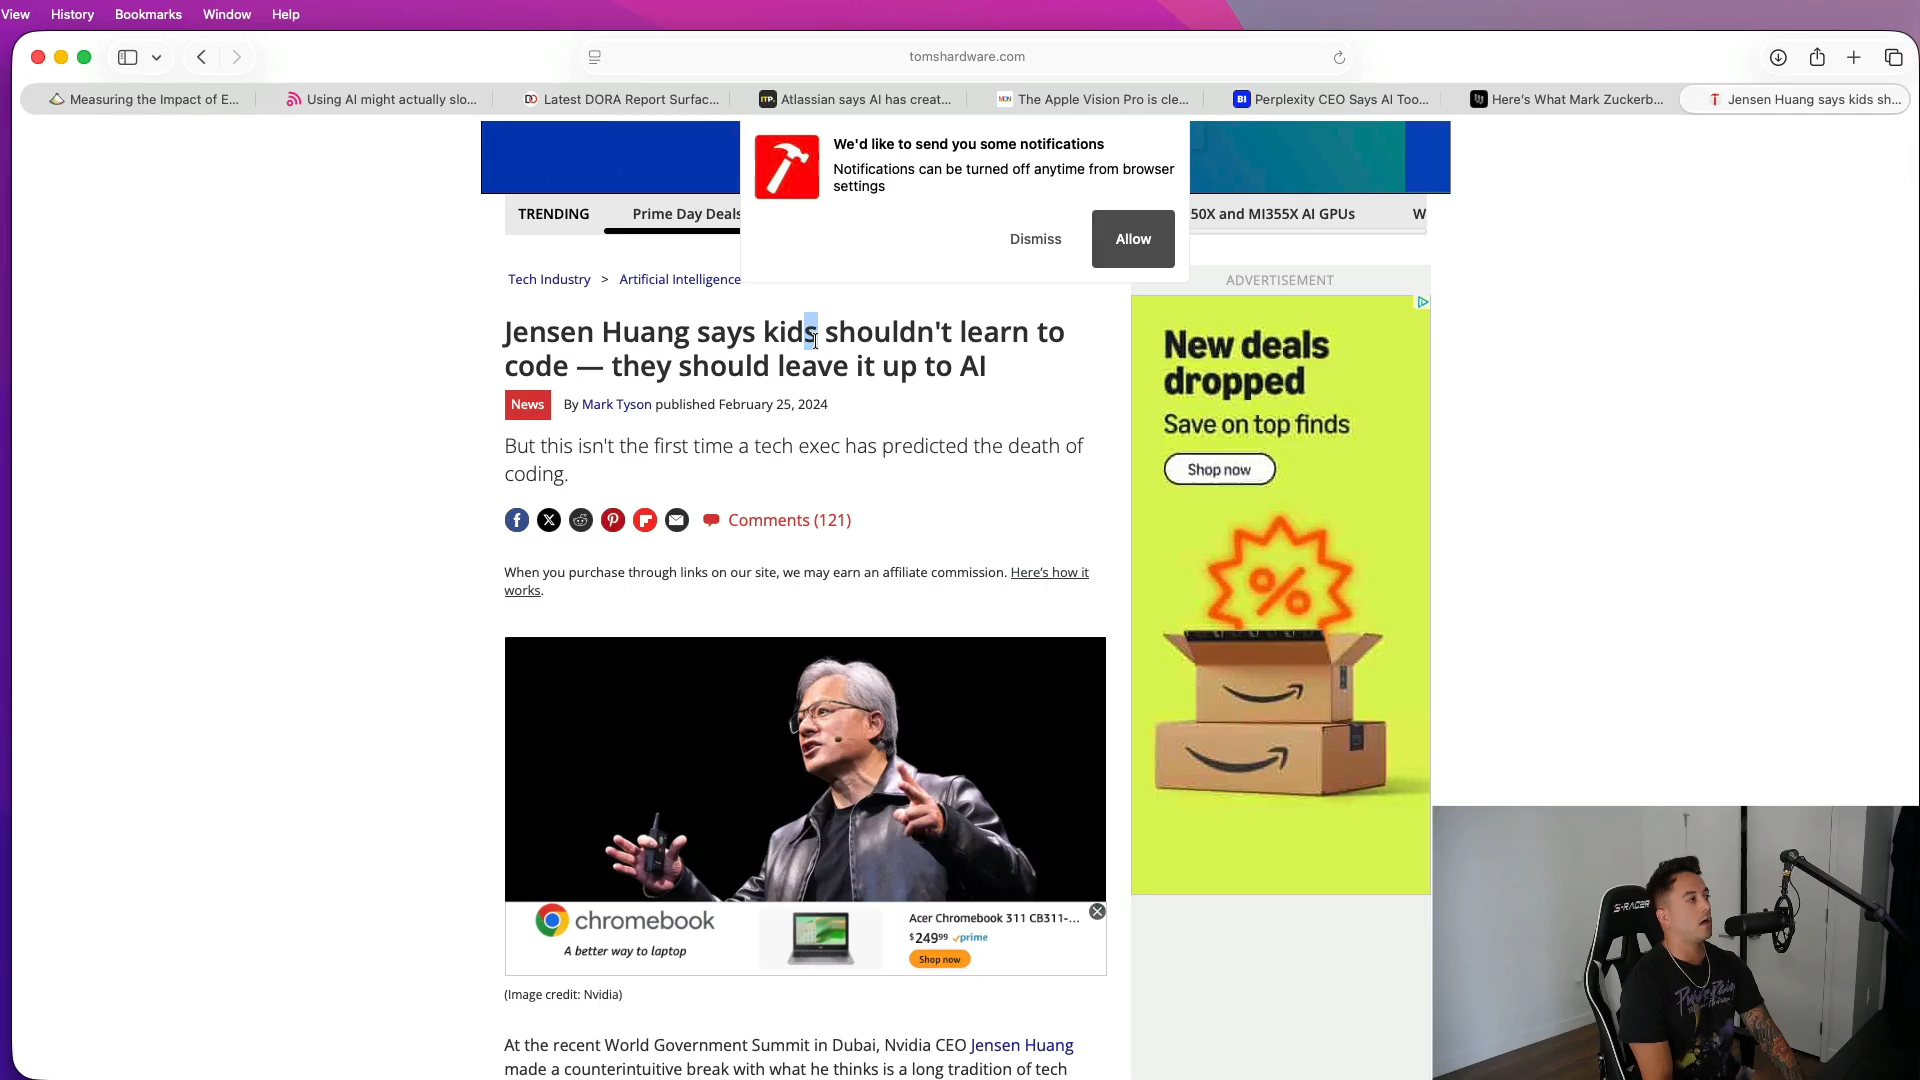 View History Bookmarks Window Help
tomshardware.com
Measuring the Impact of E... Using AI might actually slo... Latest DORA Report Surfac... Atlassian says AI has creat... The Apple Vision Pro is cle... Perplexity CEO Says AI Too... Here's What Mark Zuckerb... Jensen Huang says kids sh...
We'd like to send you some notifications
Notifications can be turned off anytime from browser
settings
Dismiss Allow
TRENDING Prime Day Deals 50X and MI355X AI GPUs W
Tech Industry > Artificial Intelligence
Jensen Huang says kids shouldn't learn to
code — they should leave it up to AI
News By Mark Tyson published February 25, 2024
But this isn't the first time a tech exec has predicted the death of
coding.
Comments (121)
When you purchase through links on our site, we may earn an affiliate commission. Here's how it
works.
chromebook
A better way to laptop
Acer Chromebook 311 CB311-...
$24999 prime
Shop now
(Image credit: Nvidia)
At the recent World Government Summit in Dubai, Nvidia CEO Jensen Huang
made a counterintuitive break with what he thinks is a long tradition of tech
ADVERTISEMENT
New deals
dropped
Save on top finds
Shop now
%
S-RACER